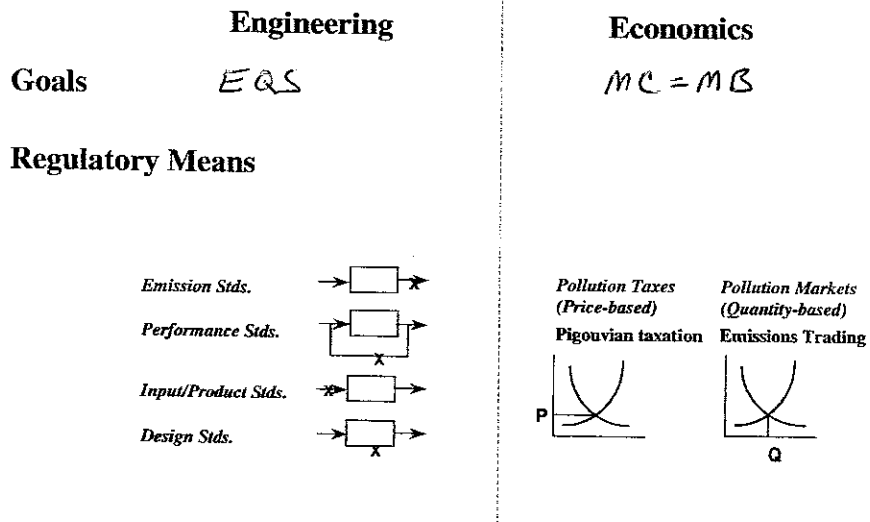 Engineering
Economics
Goals
EQS
MC = MB
Regulatory Means
Emission Stds.
Performance Stds.
Input/Product Stds.
Design Stds.
Pollution Taxes
(Price-based)
Pigouvian taxation
P
Pollution Markets
(Quantity-based)
Emissions Trading
Q